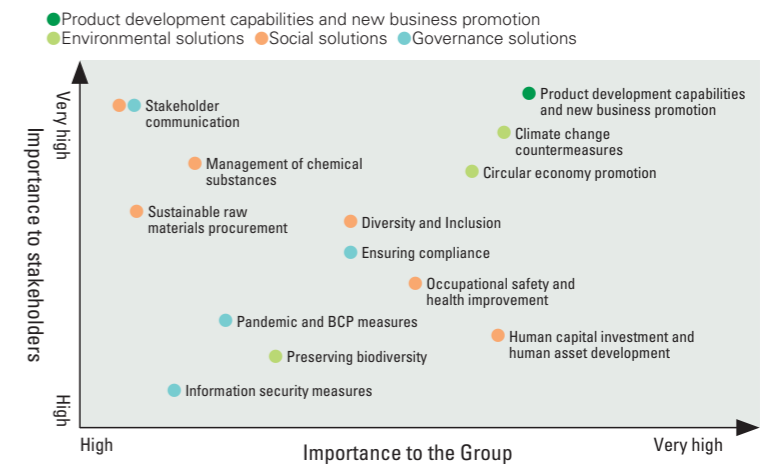 Product development capabilities and new business promotion
Environmental solutions Social solutions Governance solutions
Very high
Importance to stakeholders
High
Stakeholder
communication
Product development capabilities
and new business promotion
Climate change
countermeasures
Management of chemical
substances
Circular economy promotion
Sustainable raw
materials procurement
Diversity and Inclusion
Ensuring compliance
Occupational safety and
health improvement
Pandemic and BCP measures
Human capital investment and
human asset development
Preserving biodiversity
Information security measures
High
Importance to the Group
Very high